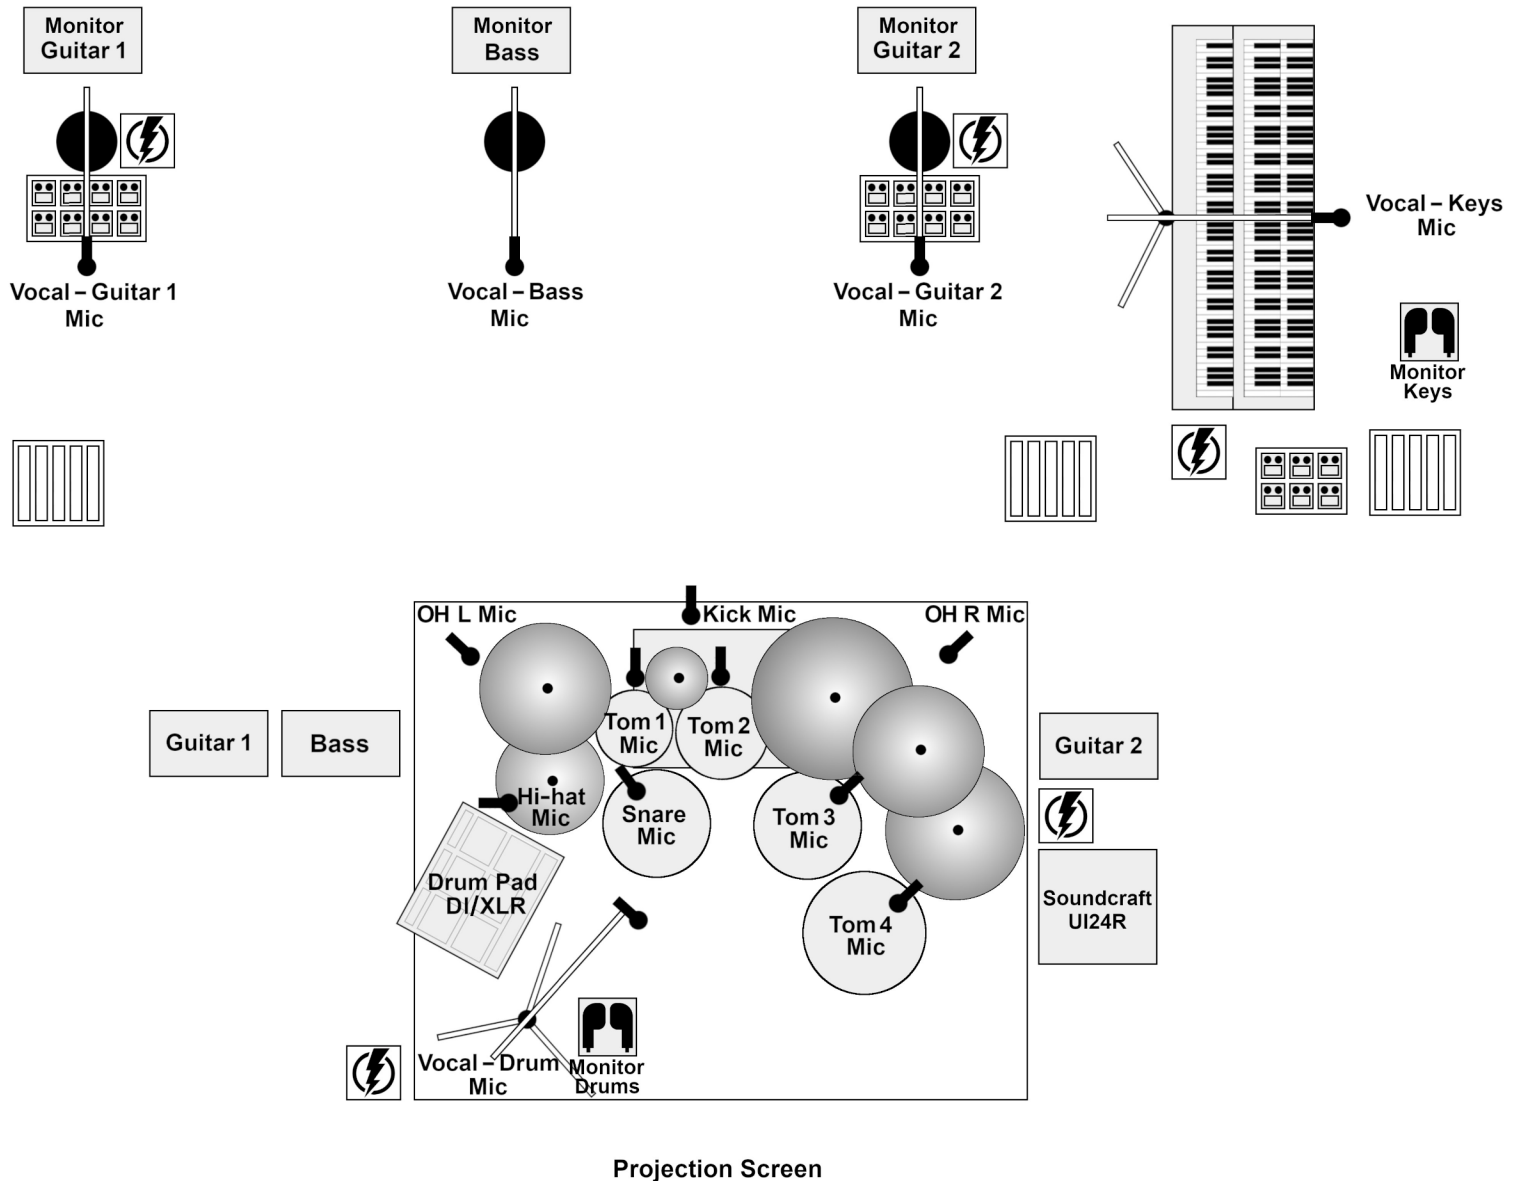 Monitor
Guitar 1
Monitor
Bass
Monitor
Guitar 2
Vocal – Guitar 1
Mic
Vocal – Bass
Mic
Vocal – Guitar 2
Mic
Vocal – Keys
Mic
Monitor
Keys
OH L Mic
Kick Mic
OH R Mic
Guitar 1
Bass
Tom 1
Mic
Tom 2
Mic
Guitar 2
Hi-hat
Mic
Snare
Mic
Tom 3
Mic
Drum Pad
DI/XLR
Tom 4
Mic
Soundcraft
UI24R
Vocal – Drum
Mic
Monitor
Drums
Projection Screen